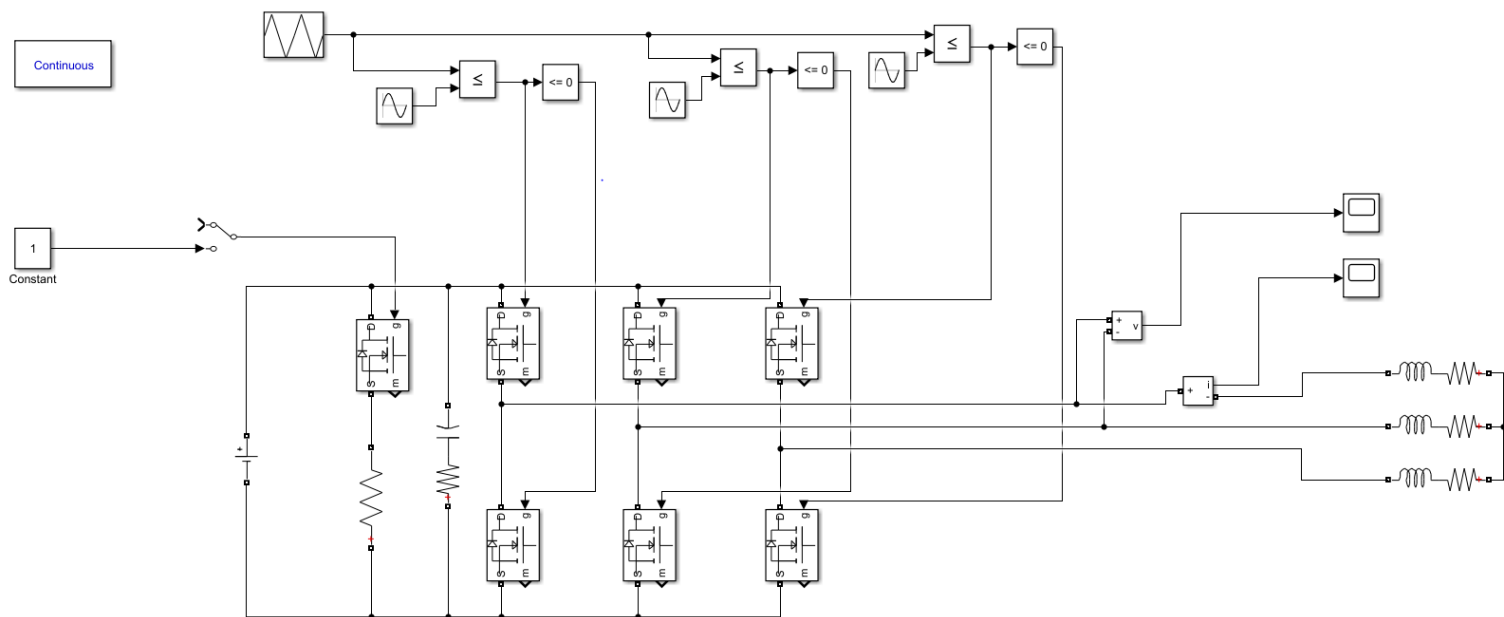 Continuous
≤
<= 0
≤
<= 0
≤
<= 0
1
Constant
D
g
S
m
D
g
S
m
D
g
S
m
D
g
S
m
+
-
v
+
i
-
+
D
g
S
m
D
g
S
m
D
g
S
m
+
+
+
+
+